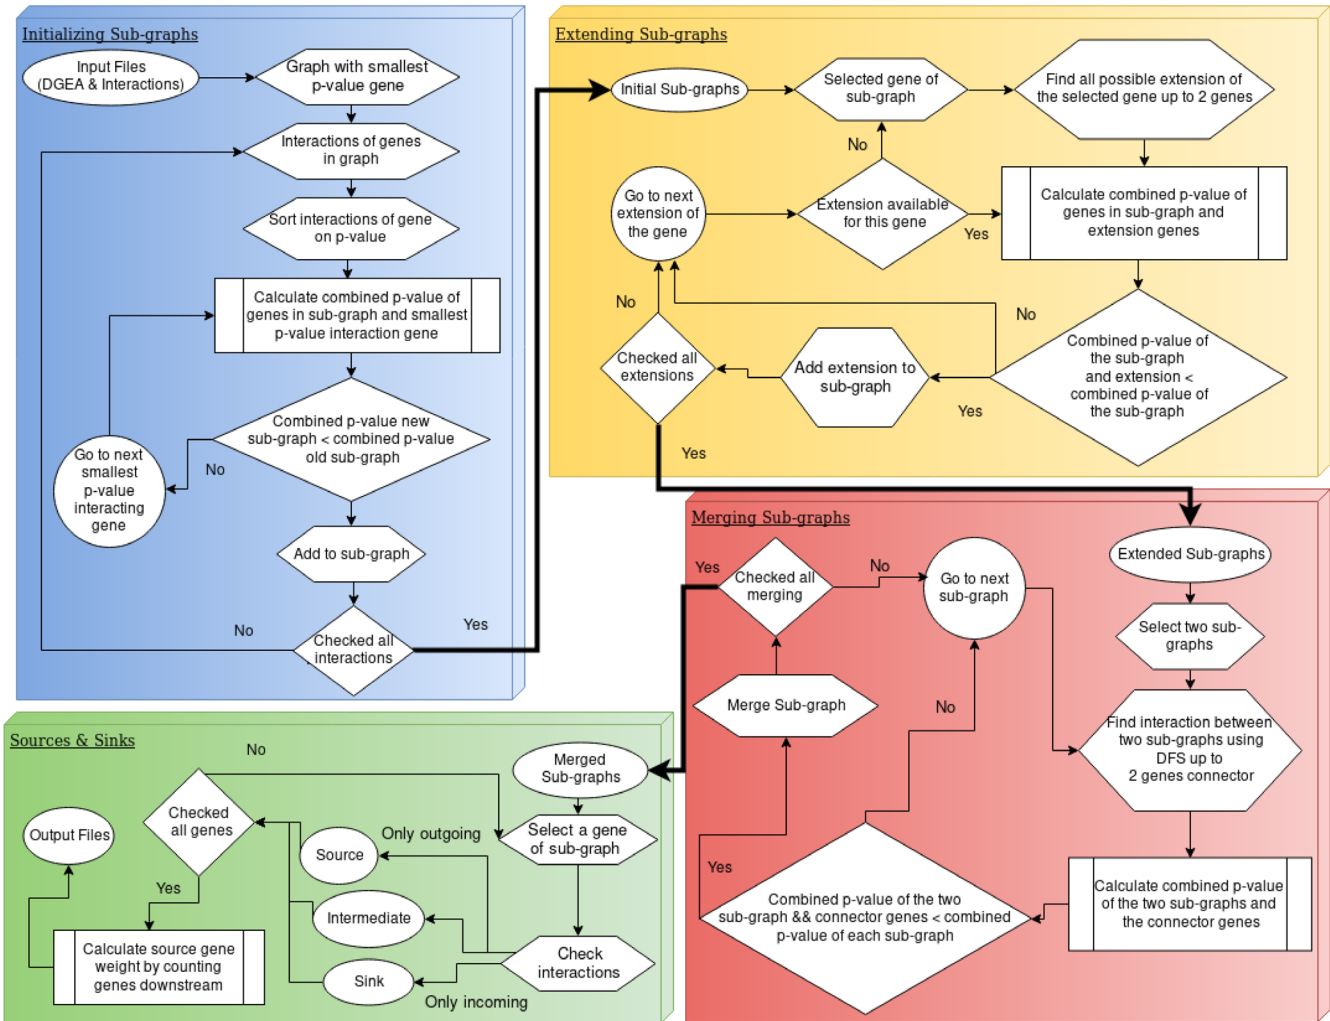 Initializing Sub-graphs
Input Files
(DGEA & Interactions)
Graph with smallest
p-value gene
Interactions of genes
in graph
Sort interactions of gene
on p-value
Calculate combined p-value of
genes in sub-graph and smallest
p-value interaction gene
Combined p-value new
sub-graph < combined p-value
old sub-graph
No
Go to next
smallest
p-value
interacting
gene
Add to sub-graph
Checked all
interactions
No
Yes
Extending Sub-graphs
Initial Sub-graphs
Selected gene of
sub-graph
Find all possible extension of
the selected gene up to 2 genes
No
Go to next
extension of
the gene
Extension available
for this gene
Yes
Calculate combined p-value of
genes in sub-graph and
extension genes
No
No
Combined p-value of
the sub-graph
and extension <
combined p-value of
the sub-graph
Checked all
extensions
Add extension to
sub-graph
Yes
Yes
Merging Sub-graphs
Extended Sub-graphs
Yes
Checked all
merging
No
Go to next
sub-graph
Select two sub-
graphs
Merge Sub-graph
No
Find interaction between
two sub-graphs using
DFS up to
2 genes connector
Yes
Combined p-value of the two
sub-graph && connector genes < combined
p-value of each sub-graph
Calculate combined p-value
of the two sub-graphs and
the connector genes
Sources & Sinks
No
Merged
Sub-graphs
Checked
all genes
Output Files
Only outgoing
Select a gene
of sub-graph
Source
Yes
Intermediate
Calculate source gene
weight by counting
genes downstream
Check
interactions
Sink
Only incoming